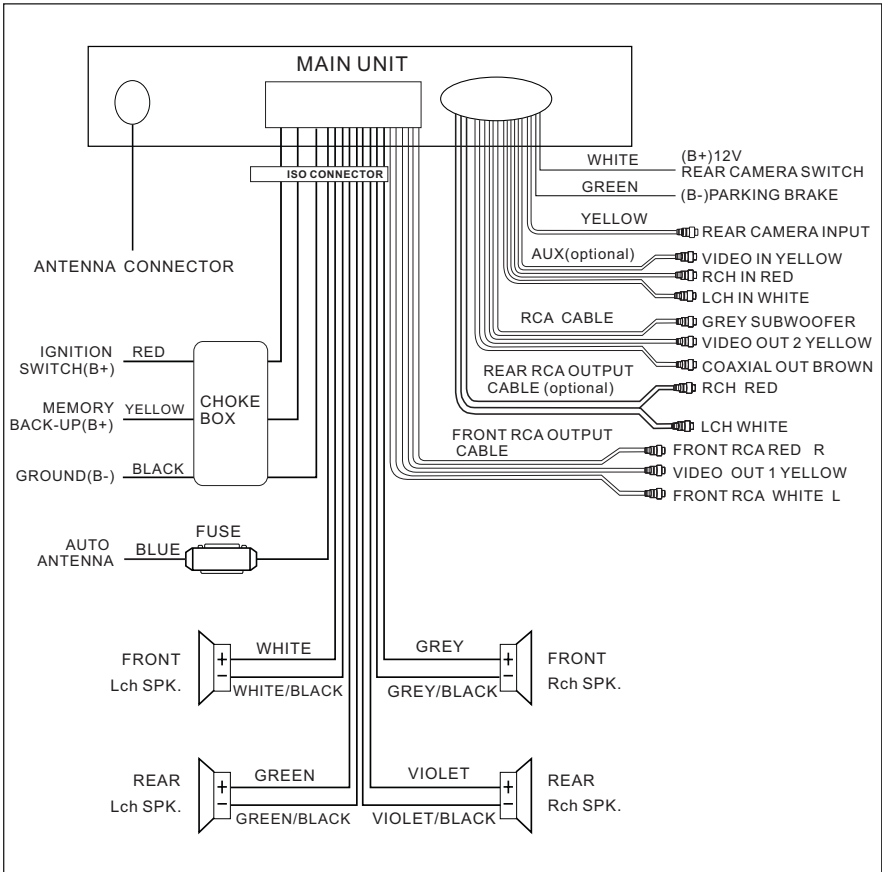 MAIN UNIT
ISO CONNECTOR
ANTENNA CONNECTOR
WHITE
(B+)12V
REAR CAMERA SWITCH
GREEN
(B-)PARKING BRAKE
YELLOW
REAR CAMERA INPUT
AUX(optional)
VIDEO IN YELLOW
RCH IN RED
LCH IN WHITE
RCA CABLE
GREY SUBWOOFER
VIDEO OUT 2 YELLOW
COAXIAL OUT BROWN
REAR RCA OUTPUT
CABLE (optional)
RCH RED
LCH WHITE
FRONT RCA OUTPUT
CABLE
FRONT RCA RED R
VIDEO OUT 1 YELLOW
FRONT RCA WHITE L
IGNITION
SWITCH(B+)
RED
MEMORY
BACK-UP(B+)
YELLOW
GROUND(B-)
BLACK
CHOKE
BOX
AUTO
ANTENNA
BLUE
FUSE
FRONT
Lch SPK.
+
−
WHITE
WHITE/BLACK
GREY
GREY/BLACK
+
−
FRONT
Rch SPK.
REAR
Lch SPK.
+
−
GREEN
GREEN/BLACK
VIOLET
VIOLET/BLACK
+
−
REAR
Rch SPK.